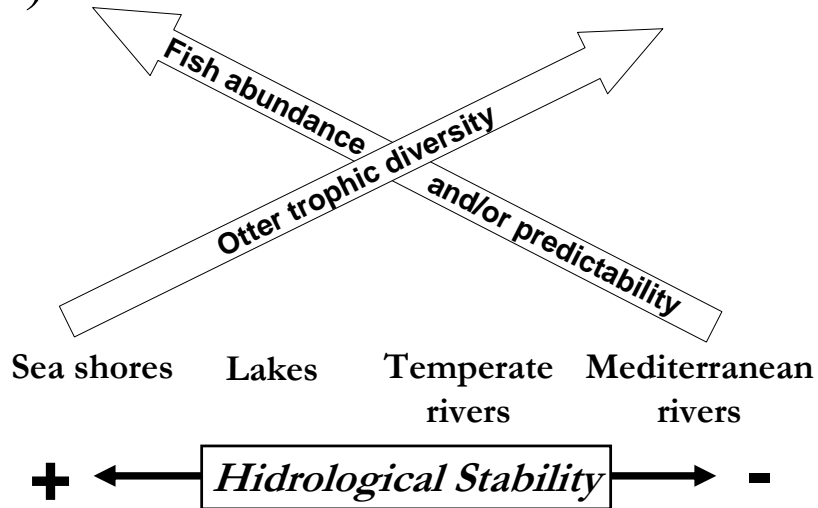 )
Fish abundance
and/or predictability
Otter trophic diversity
Sea shores
Lakes
Temperate
rivers
Mediterranean
rivers
+ Hidrological Stability -